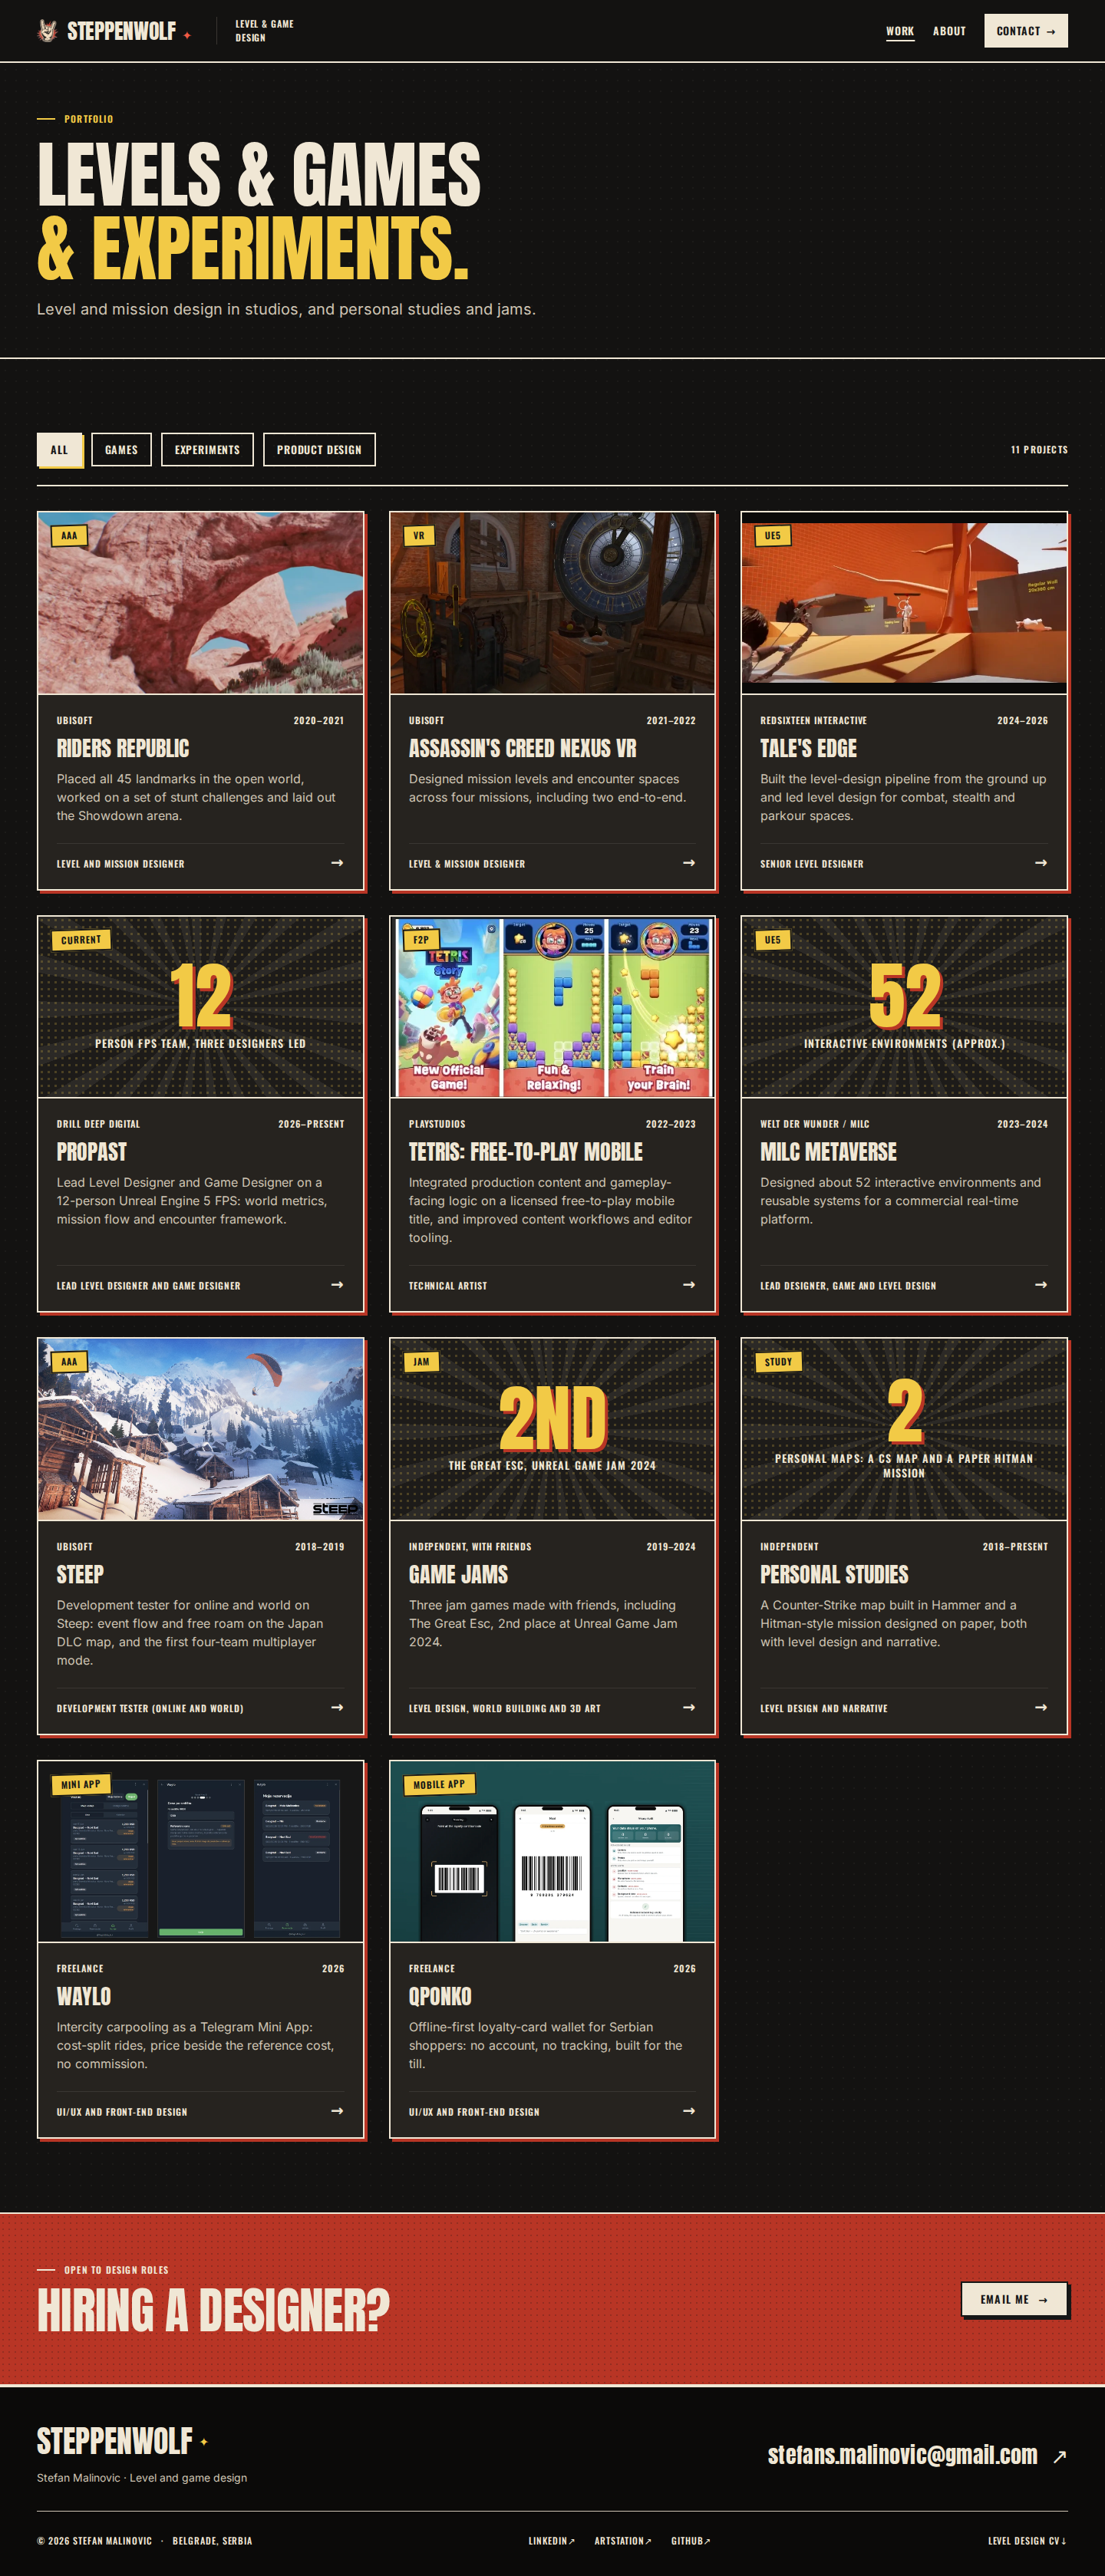 STEPPENWOLF
LEVEL & GAME
DESIGN
WORK
ABOUT
CONTACT →
PORTFOLIO
LEVELS & GAMES
& EXPERIMENTS.
Level and mission design in studios, and personal studies and jams.
ALL
GAMES
EXPERIMENTS
PRODUCT DESIGN
11 PROJECTS
AAA
UBISOFT
2020–2021
RIDERS REPUBLIC
Placed all 45 landmarks in the open world,
worked on a set of stunt challenges and laid out
the Showdown arena.
LEVEL AND MISSION DESIGNER →
VR
UBISOFT
2021–2022
ASSASSIN'S CREED NEXUS VR
Designed mission levels and encounter spaces
across four missions, including two end-to-end.
LEVEL & MISSION DESIGNER →
UE5
Regular Wall
REDSIXTEEN INTERACTIVE
2024–2026
TALE'S EDGE
Built the level-design pipeline from the ground up
and led level design for combat, stealth and
parkour spaces.
SENIOR LEVEL DESIGNER →
CURRENT
12
PERSON FPS TEAM, THREE DESIGNERS LED
DRILL DEEP DIGITAL
2026–PRESENT
PROPAST
Lead Level Designer and Game Designer on a
12-person Unreal Engine 5 FPS: world metrics,
mission flow and encounter framework.
LEAD LEVEL DESIGNER AND GAME DESIGNER →
F2P
TETRIS
Story
New Official
Game!
25
Fun &
Relaxing!
23
Train
your Brain!
PLAYSTUDIOS
2022–2023
TETRIS: FREE-TO-PLAY MOBILE
Integrated production content and gameplay-
facing logic on a licensed free-to-play mobile
title, and improved content workflows and editor
tooling.
TECHNICAL ARTIST →
UE5
52
INTERACTIVE ENVIRONMENTS (APPROX.)
WELT DER WUNDER / MILC
2023–2024
MILC METAVERSE
Designed about 52 interactive environments and
reusable systems for a commercial real-time
platform.
LEAD DESIGNER, GAME AND LEVEL DESIGN →
AAA
STEEP
UBISOFT
2018–2019
STEEP
Development tester for online and world on
Steep: event flow and free roam on the Japan
DLC map, and the first four-team multiplayer
mode.
DEVELOPMENT TESTER (ONLINE AND WORLD) →
JAM
2ND
THE GREAT ESC, UNREAL GAME JAM 2024
INDEPENDENT, WITH FRIENDS
2019–2024
GAME JAMS
Three jam games made with friends, including
The Great Esc, 2nd place at Unreal Game Jam
2024.
LEVEL DESIGN, WORLD BUILDING AND 3D ART →
STUDY
2
PERSONAL MAPS: A CS MAP AND A PAPER HITMAN
MISSION
INDEPENDENT
2018–PRESENT
PERSONAL STUDIES
A Counter-Strike map built in Hammer and a
Hitman-style mission designed on paper, both
with level design and narrative.
LEVEL DESIGN AND NARRATIVE →
MINI APP
Moje rezervacije
FREELANCE
2026
WAYLO
Intercity carpooling as a Telegram Mini App:
cost-split rides, price beside the reference cost,
no commission.
UI/UX AND FRONT-END DESIGN →
MOBILE APP
FREELANCE
2026
QPONKO
Offline-first loyalty-card wallet for Serbian
shoppers: no account, no tracking, built for the
till.
UI/UX AND FRONT-END DESIGN →
OPEN TO DESIGN ROLES
HIRING A DESIGNER?
EMAIL ME →
STEPPENWOLF
Stefan Malinovic · Level and game design
stefans.malinovic@gmail.com ↗
© 2026 STEFAN MALINOVIC · BELGRADE, SERBIA
LINKEDIN↗
ARTSTATION↗
GITHUB↗
LEVEL DESIGN CV↓